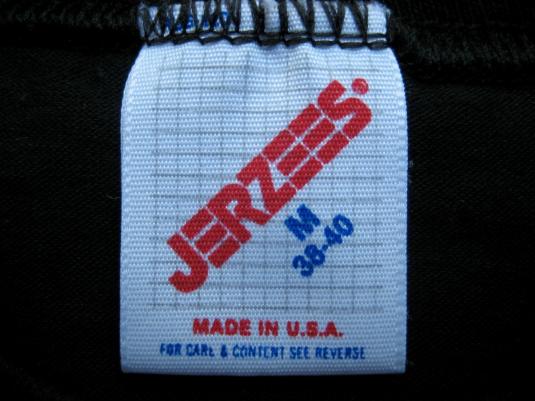 JERZEES®
M
38-40
MADE IN U.S.A.
FOR CARE & CONTENT SEE REVERSE